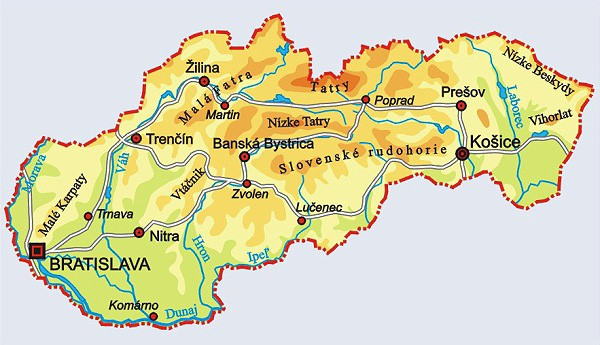 Nízke Beskydy
Žilina
Malá Fatra
Tatry
Martin
Poprad
Prešov
Laborec
Vihorlat
Nízke Tatry
Trenčín
Banská Bystrica
Slovenské rudohorie
Košice
Morava
Váh
Malé Karpaty
Vtáčnik
Zvolen
Trnava
Lučenec
Nitra
Hron
Ipeľ
BRATISLAVA
Komárno
Dunaj